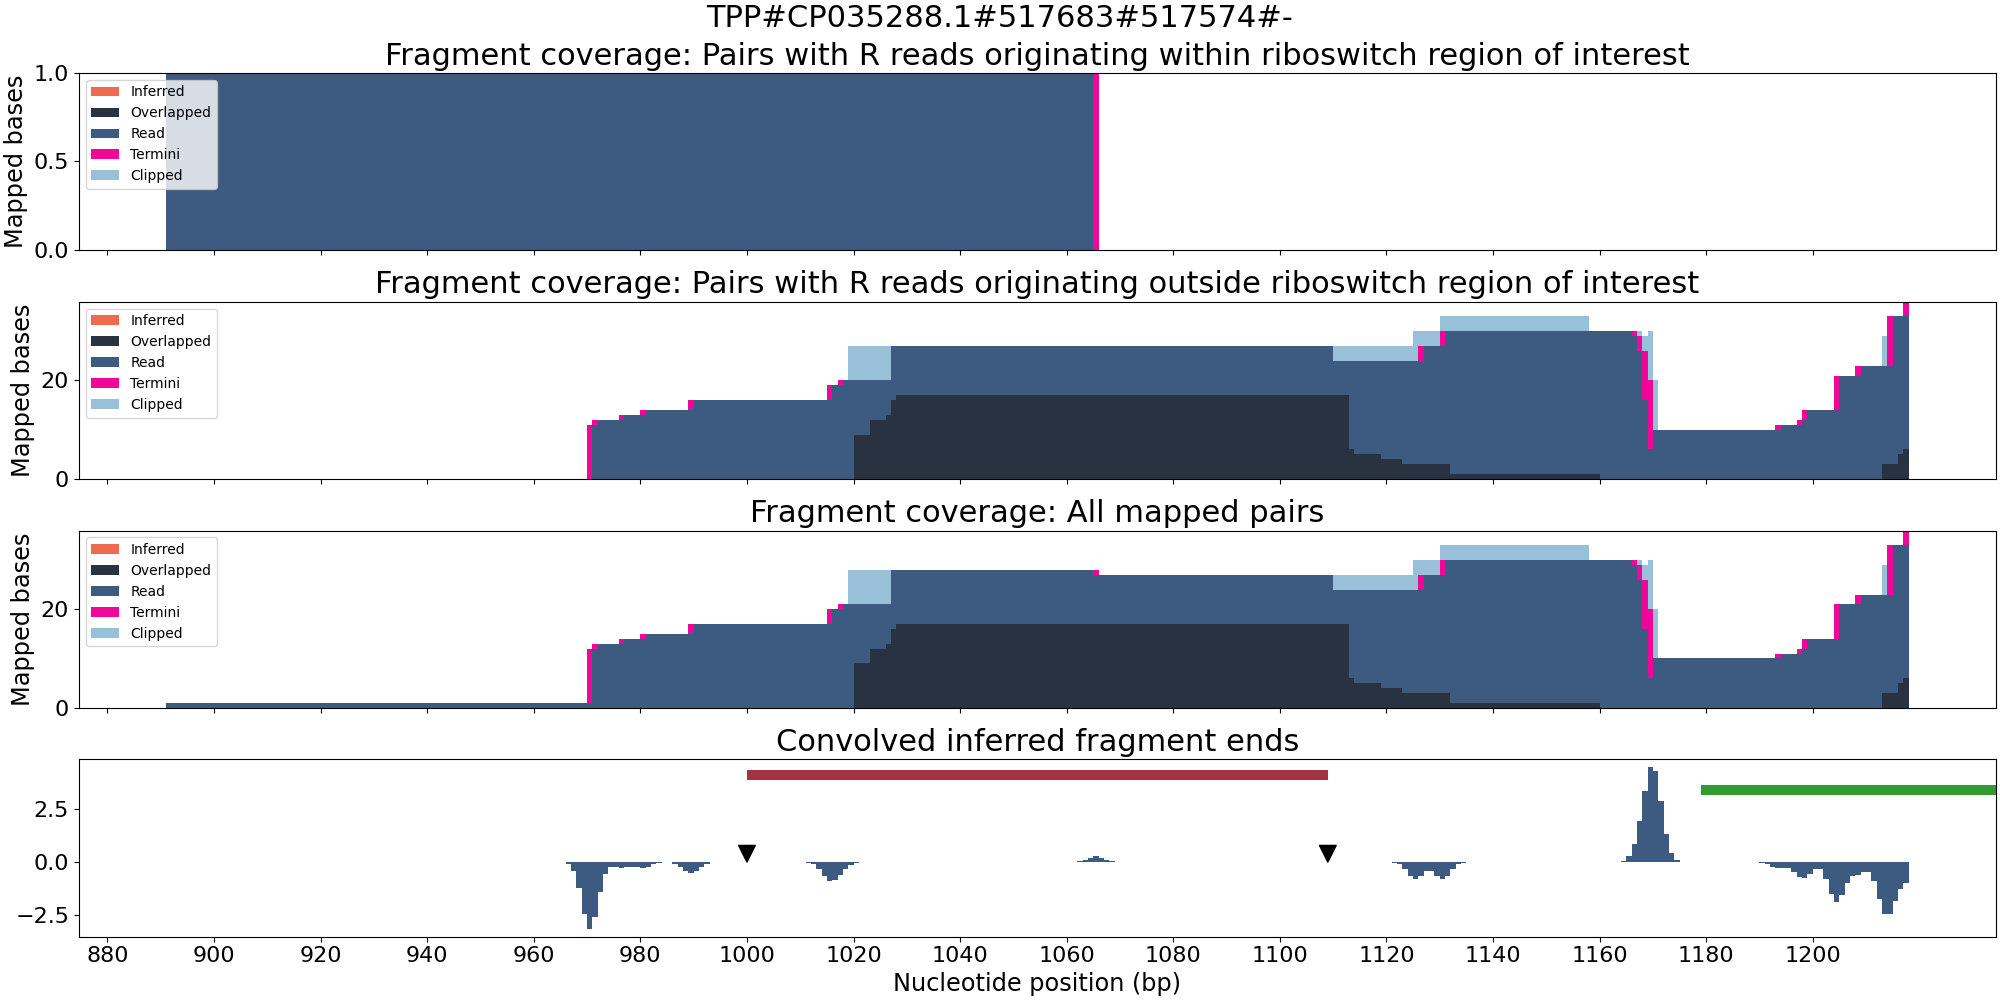 TPP#CP035288.1#517683#517574#-
Fragment coverage: Pairs with R reads originating within riboswitch region of interest
Mapped bases
1.0
0.5
0.0
Inferred
Overlapped
Read
Termini
Clipped
Fragment coverage: Pairs with R reads originating outside riboswitch region of interest
Mapped bases
20
0
Inferred
Overlapped
Read
Termini
Clipped
Fragment coverage: All mapped pairs
Mapped bases
20
0
Inferred
Overlapped
Read
Termini
Clipped
Convolved inferred fragment ends
2.5
0.0
−2.5
880 900 920 940 960 980 1000 1020 1040 1060 1080 1100 1120 1140 1160 1180 1200
Nucleotide position (bp)